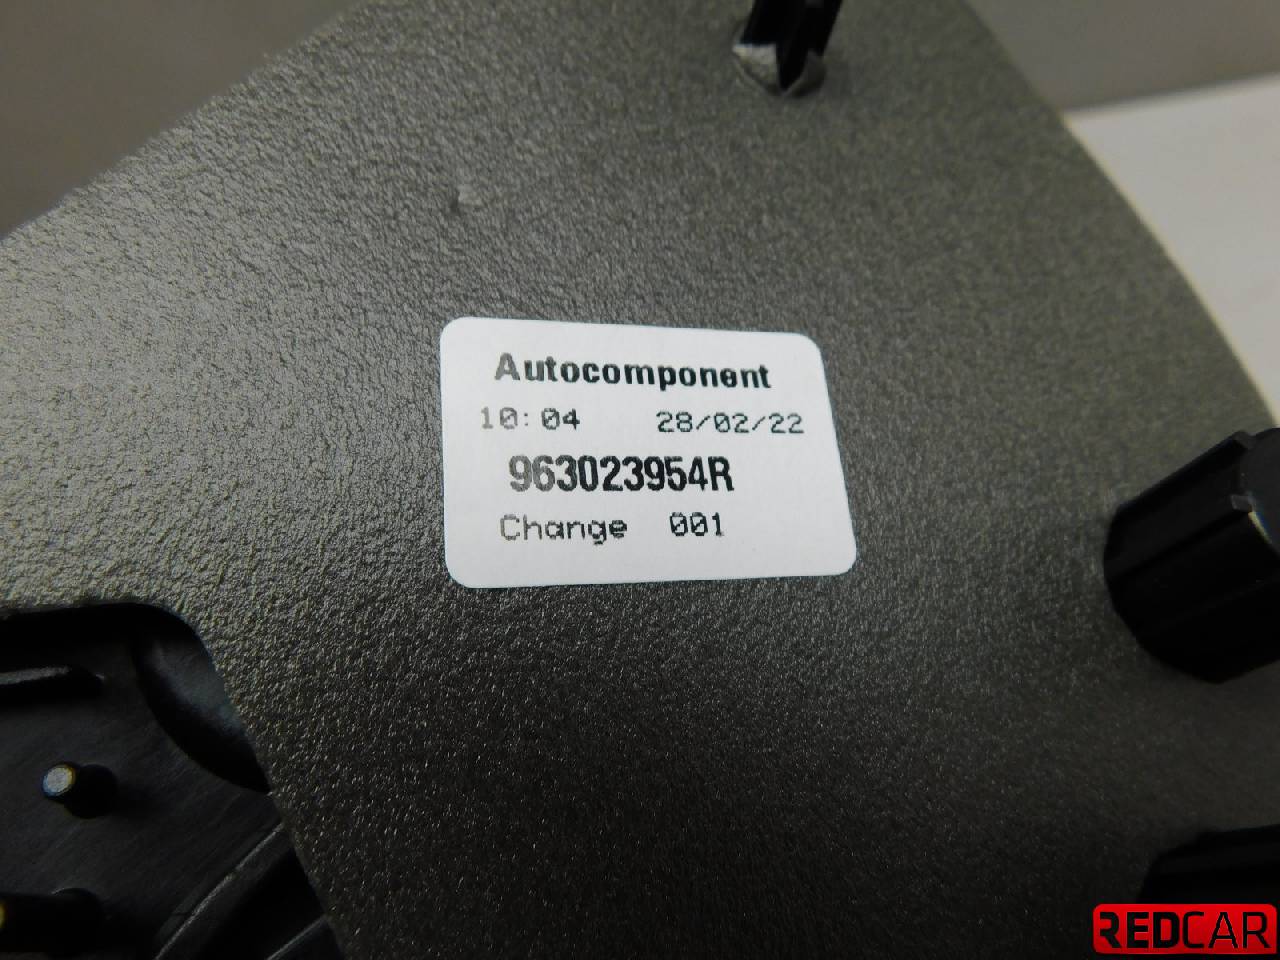 Autocomponent
10:04 28/02/22
963023954R
Change 001
REDCAR